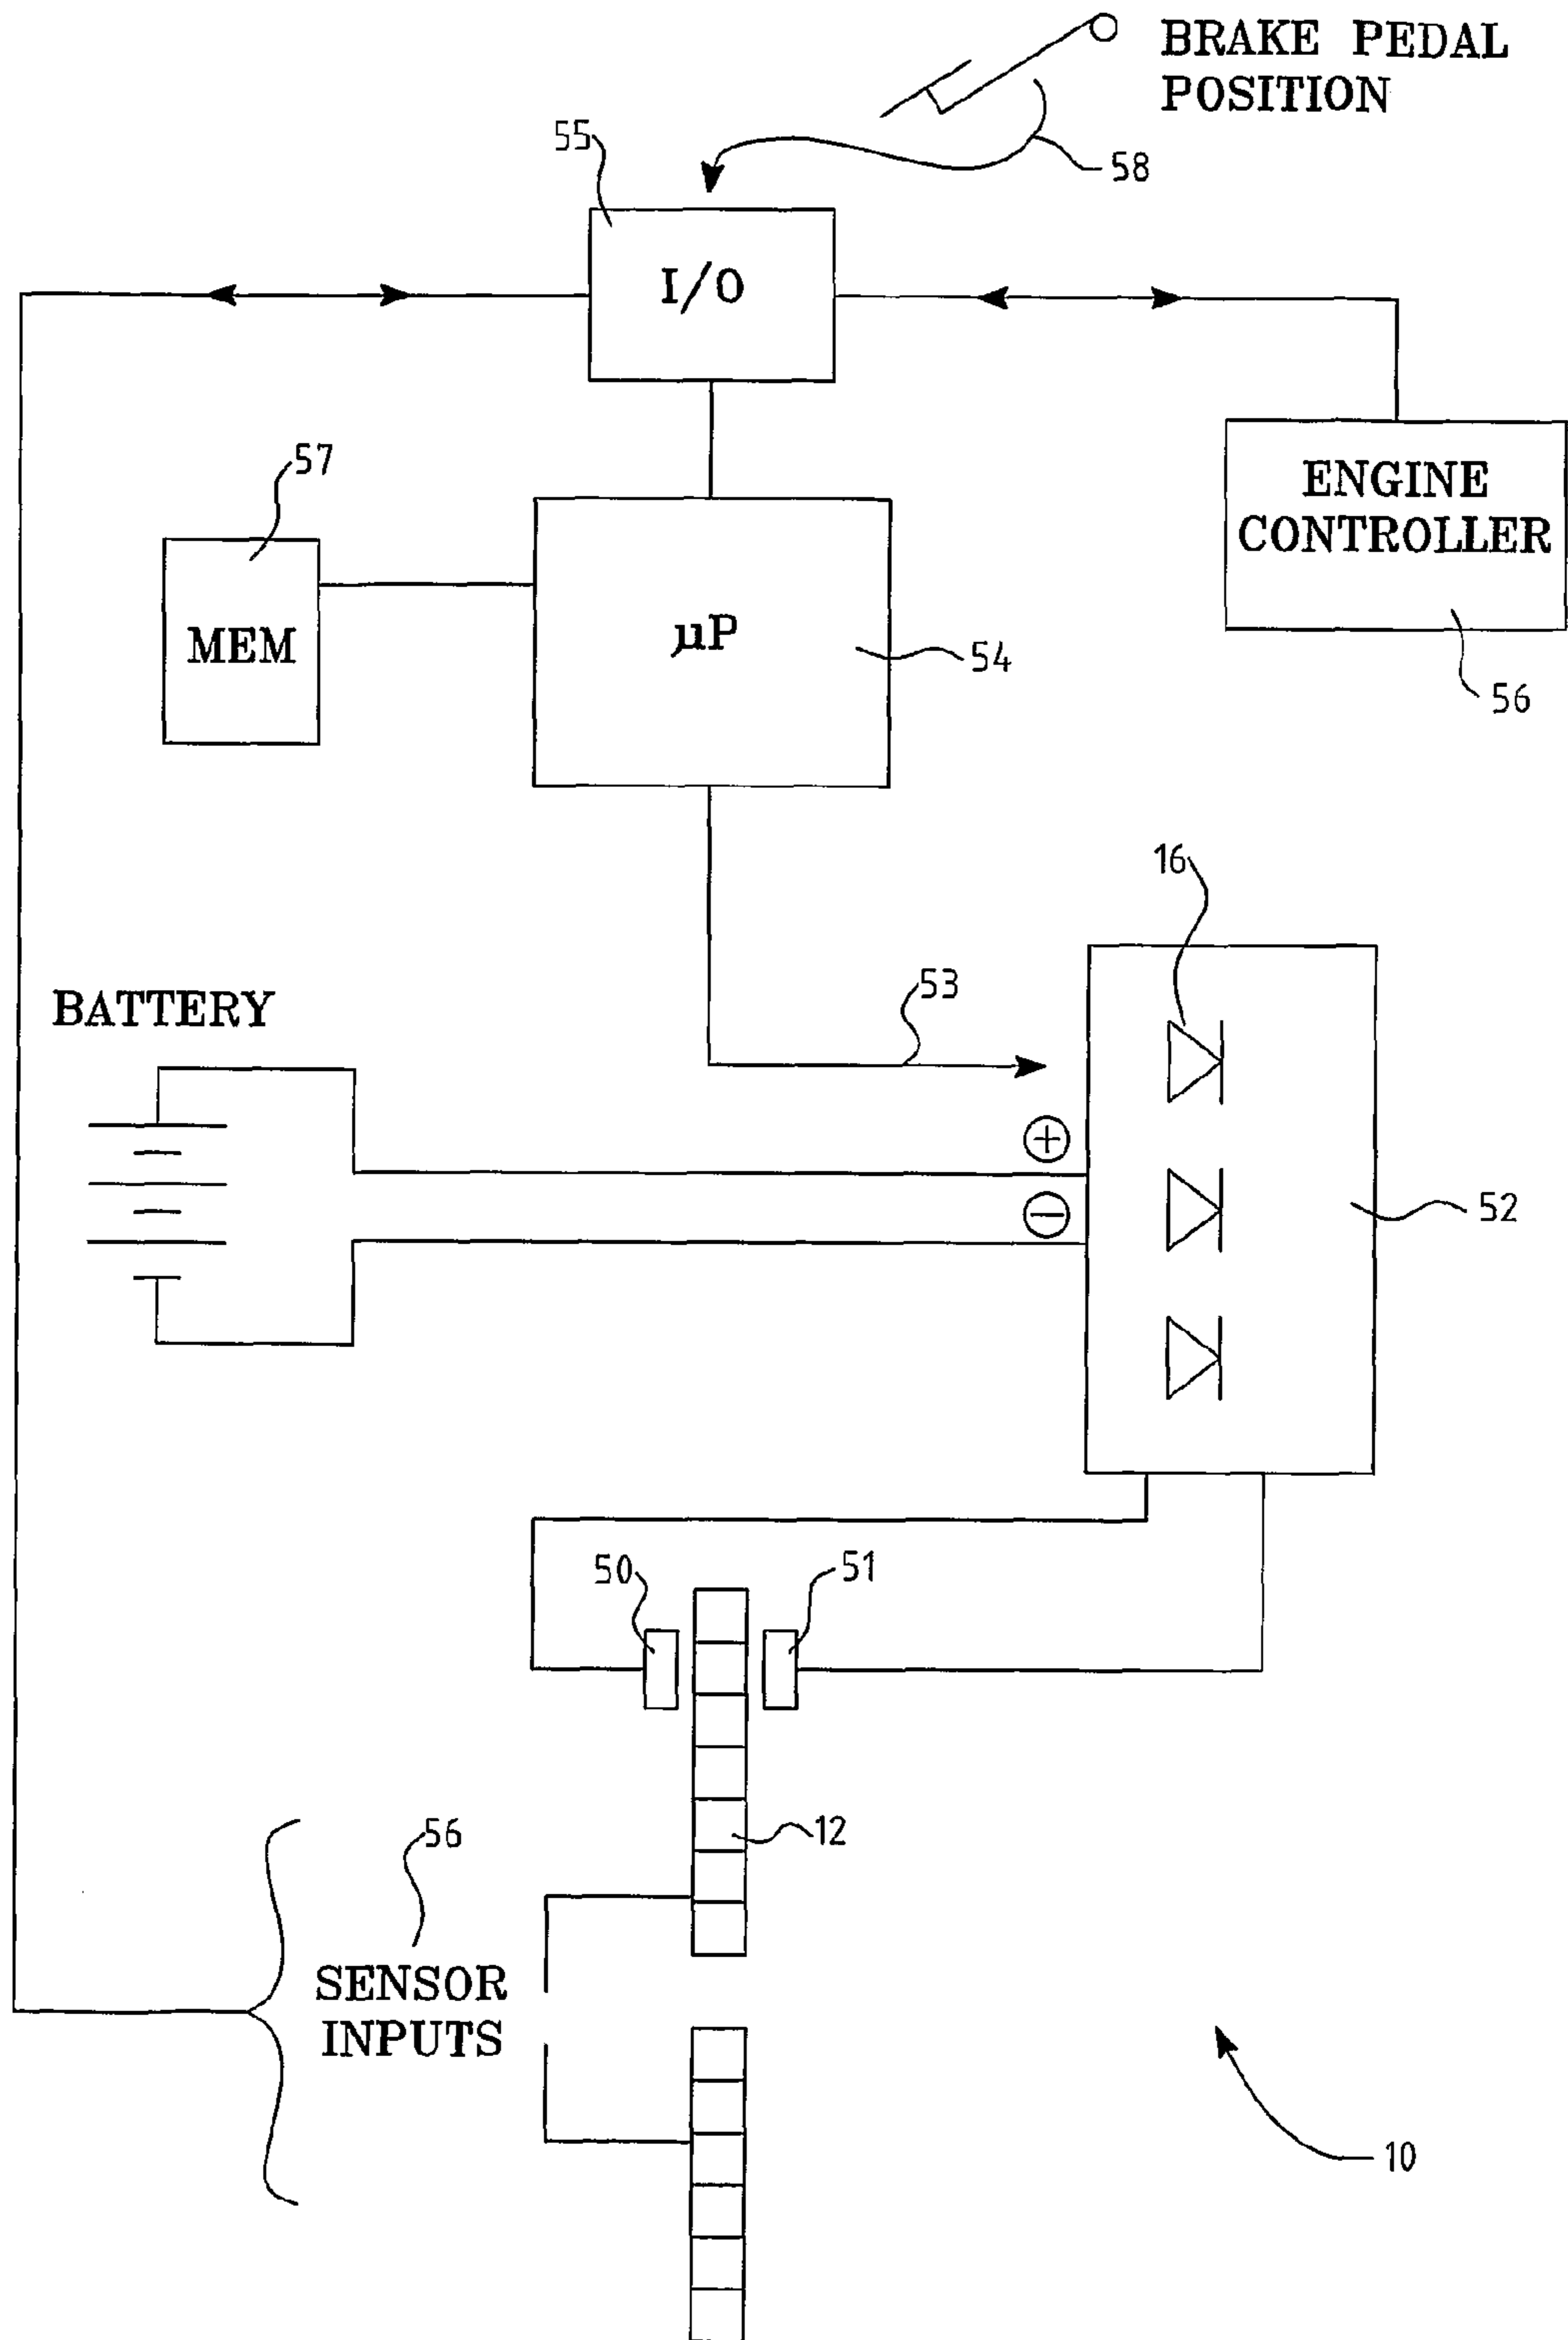 BRAKE PEDAL
POSITION
55
58
I/O
57
ENGINE
CONTROLLER
MEM
µP
54
56
16
BATTERY
53
+
−
52
50
51
12
56
SENSOR
INPUTS
10